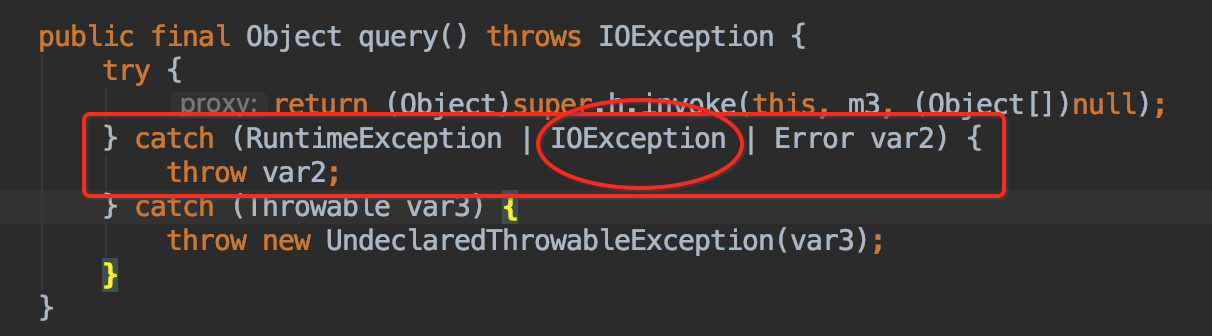 public final Object query() throws IOException {
try {
proxy: return (Object)super.h.invoke(this, m3, (Object[])null);
} catch (RuntimeException | IOException | Error var2) {
throw var2;
} catch (Throwable var3) {
throw new UndeclaredThrowableException(var3);
}
}